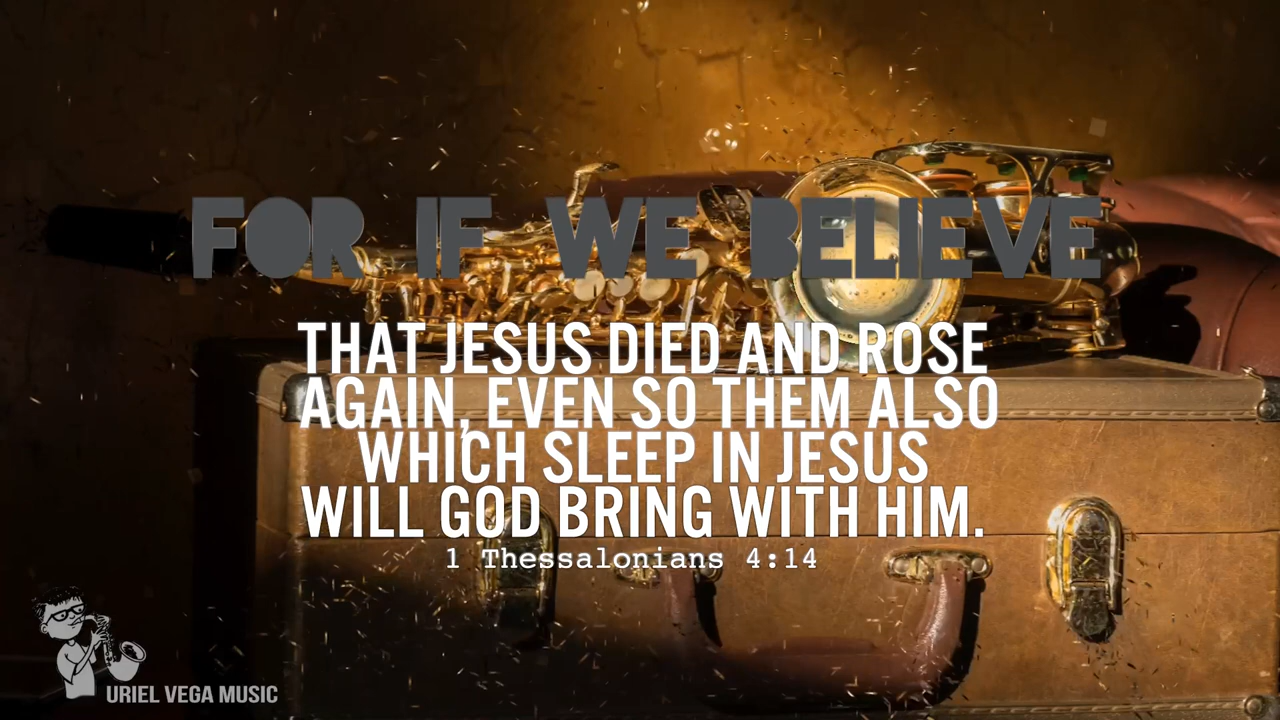 FOR IF WE BELIEVE
THAT JESUS DIED AND ROSE
AGAIN, EVEN SO THEM ALSO
WHICH SLEEP IN JESUS
WILL GOD BRING WITH HIM.
1 Thessalonians 4:14
URIEL VEGA MUSIC